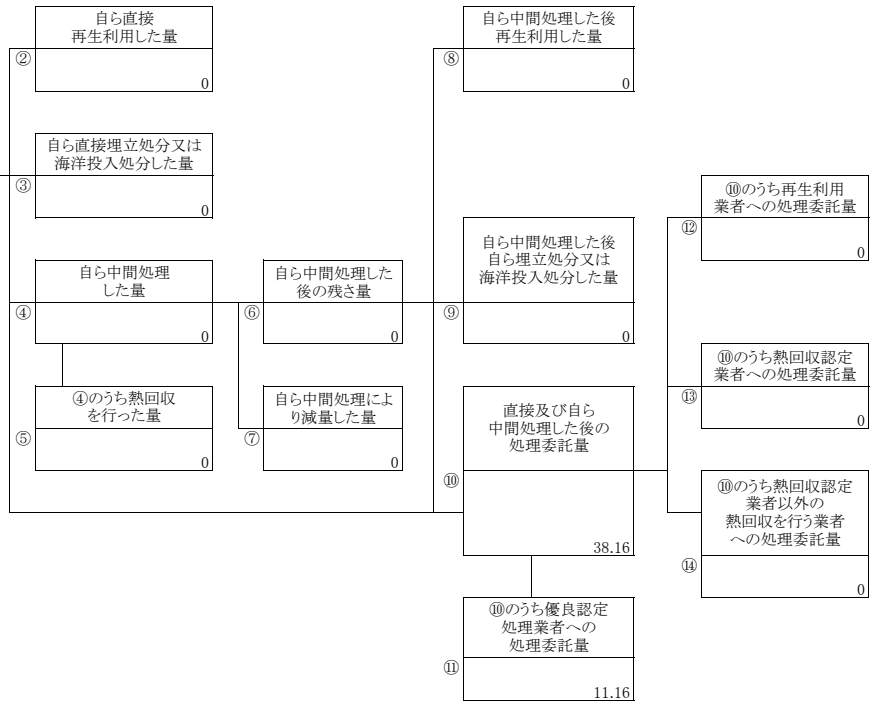 自ら直接
再生利用した量
②
0
自ら直接埋立処分又は
海洋投入処分した量
③
0
自ら中間処理
した量
④
0
④のうち熱回収
を行った量
⑤
0
自ら中間処理した
後の残さ量
⑥
0
自ら中間処理によ
り減量した量
⑦
0
自ら中間処理した後
再生利用した量
⑧
0
自ら中間処理した後
自ら埋立処分又は
海洋投入処分した量
⑨
0
直接及び自ら
中間処理した後の
処理委託量
⑩
38.16
⑩のうち優良認定
処理業者への
処理委託量
⑪
11.16
⑩のうち再生利用
業者への処理委託量
⑫
0
⑩のうち熱回収認定
業者への処理委託量
⑬
0
⑩のうち熱回収認定
業者以外の
熱回収を行う業者
への処理委託量
⑭
0